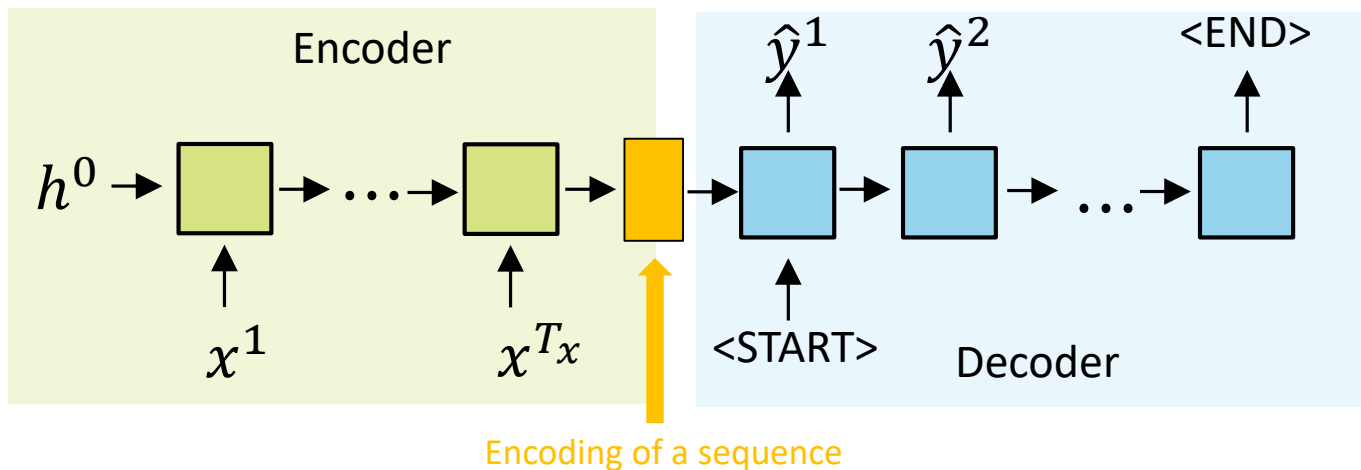 Encoder
ŷ¹
ŷ²
<END>
h⁰
...
...
x¹
x^{T_x}
<START>
Decoder
Encoding of a sequence